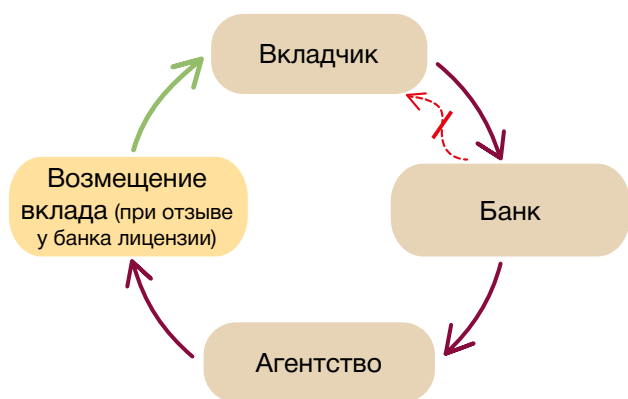 Вкладчик
Банк
Возмещение
вклада (при отзыве
у банка лицензии)
Агентство